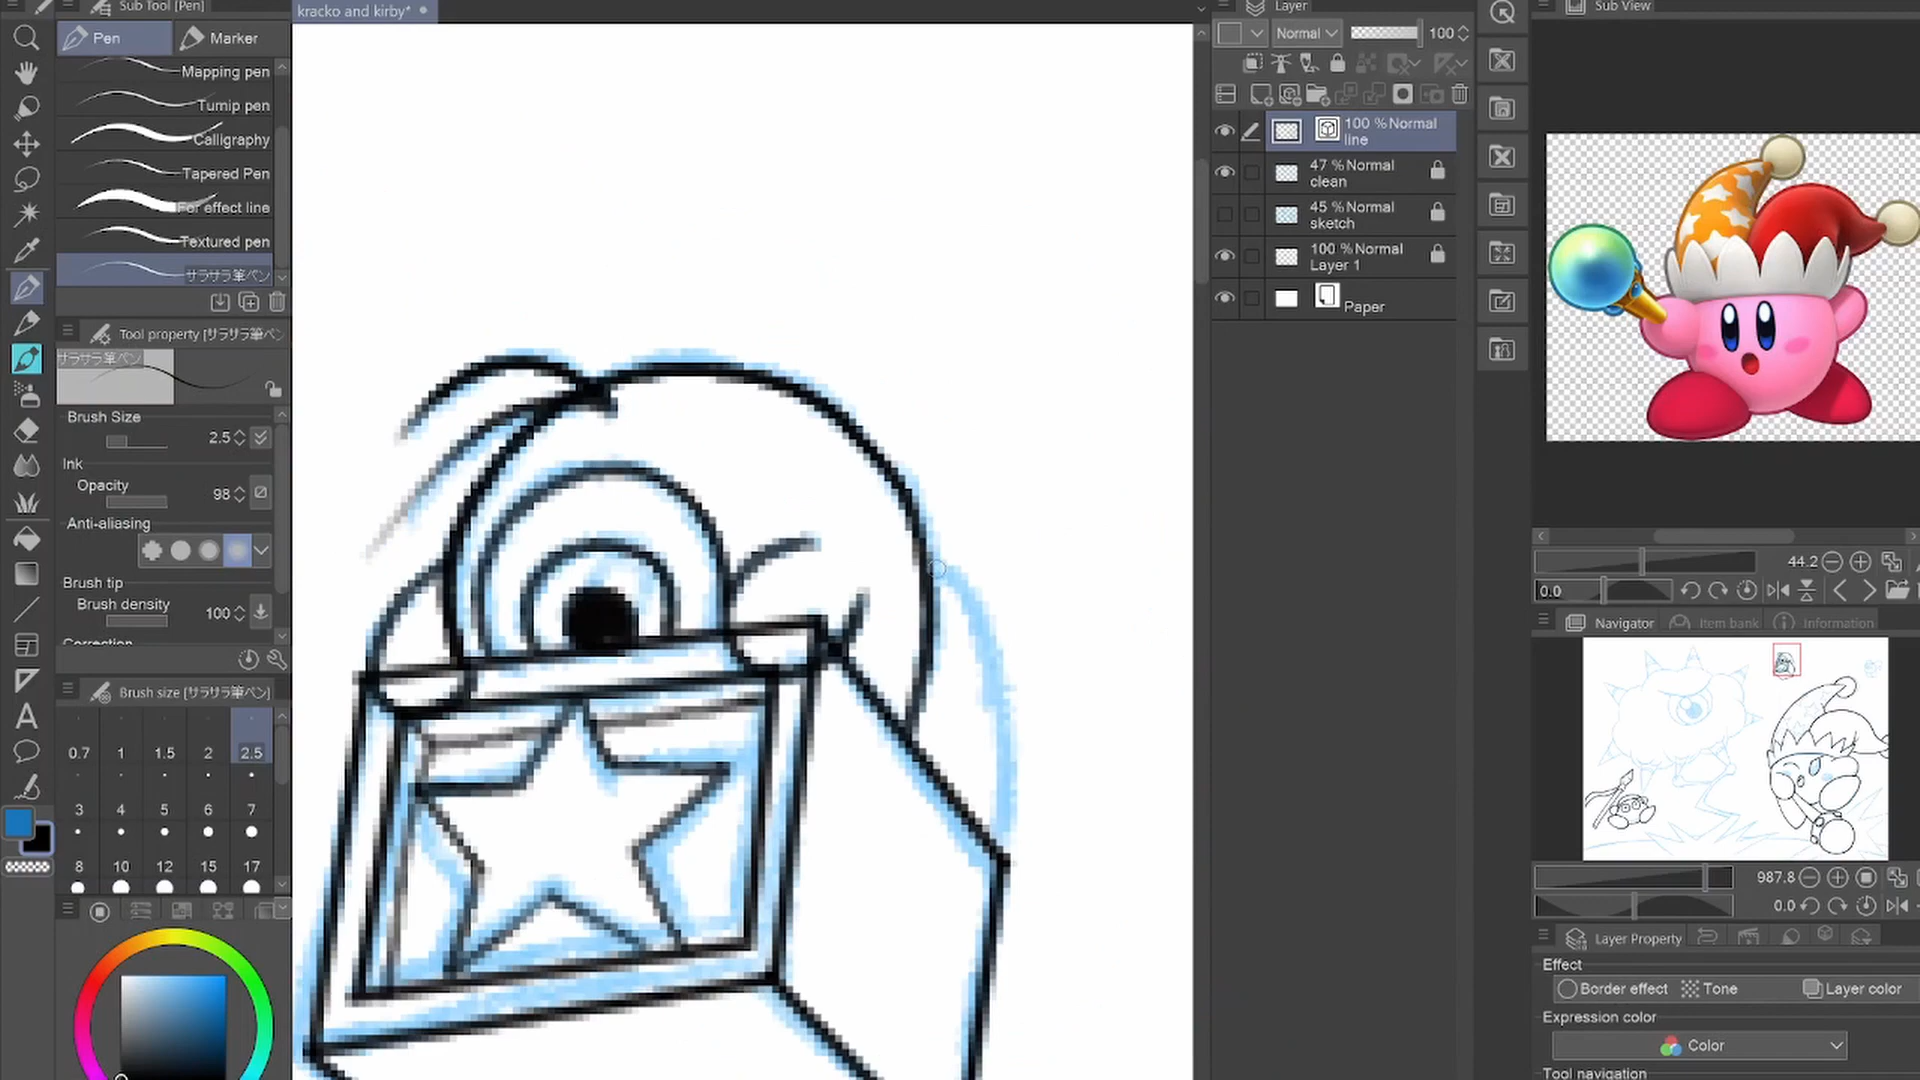 Sub Tool [Pen]
kracko and kirby*
Layer
Sub View
Pen
Marker
Mapping pen
Turnip pen
Calligraphy
Tapered Pen
For effect line
Textured pen
サラサラ筆ペン
Tool property [サラサラ筆ペン
サラサラ筆ペン
Brush Size
2.5
Ink
Opacity
98
Anti-aliasing
Brush tip
Brush density
100
Correction
Brush size [サラサラ筆ペン]
0.7 1 1.5 2 2.5
3 4 5 6 7
8 10 12 15 17
Normal
100
100 %Normal
line
47 %Normal
clean
45 %Normal
sketch
100 %Normal
Layer 1
Paper
44.2
0.0
Navigator
Item bank
Information
987.8
0.0
Layer Property
Effect
Border effect
Tone
Layer color
Expression color
Color
Tool navigation